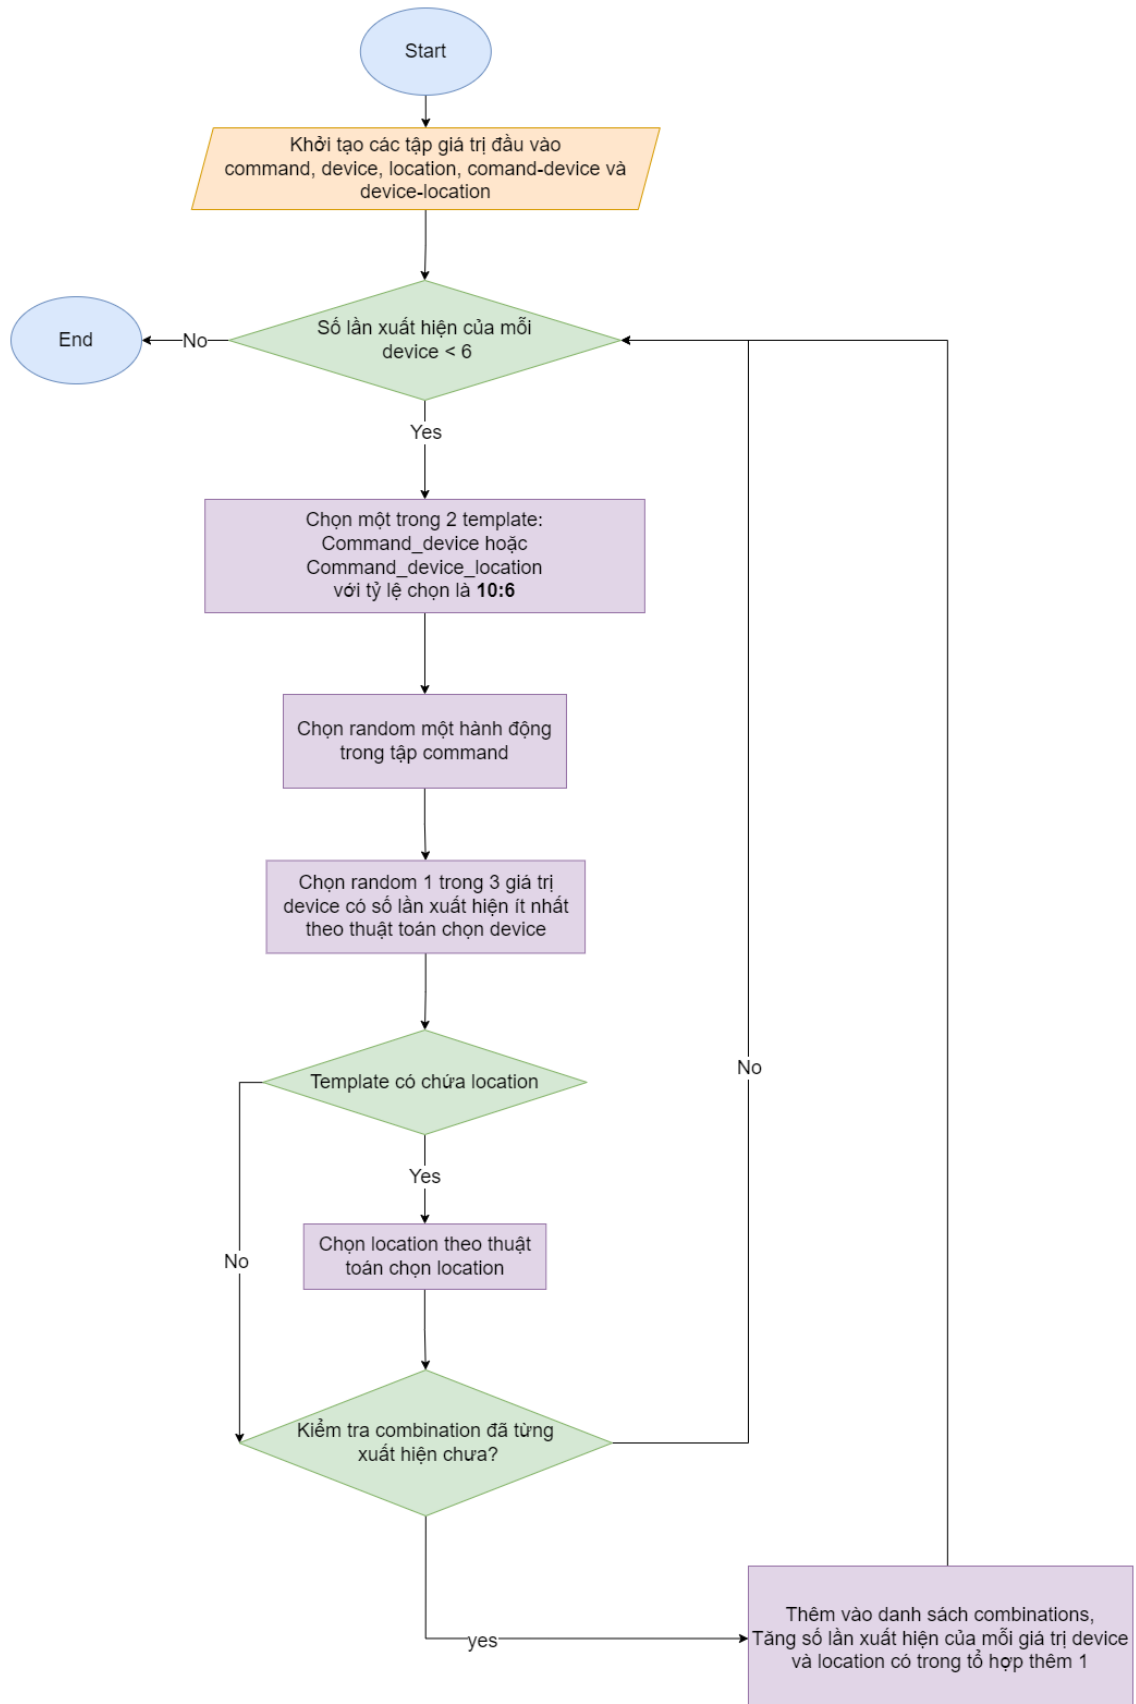 Start
Khởi tạo các tập giá trị đầu vào
command, device, location, comand-device và
device-location
Số lần xuất hiện của mỗi
device < 6
No
End
Yes
Chọn một trong 2 template:
Command_device hoặc
Command_device_location
với tỷ lệ chọn là 10:6
Chọn random một hành động
trong tập command
Chọn random 1 trong 3 giá trị
device có số lần xuất hiện ít nhất
theo thuật toán chọn device
Template có chứa location
No
Yes
Chọn location theo thuật
toán chọn location
No
Kiểm tra combination đã từng
xuất hiện chưa?
yes
Thêm vào danh sách combinations,
Tăng số lần xuất hiện của mỗi giá trị device
và location có trong tổ hợp thêm 1